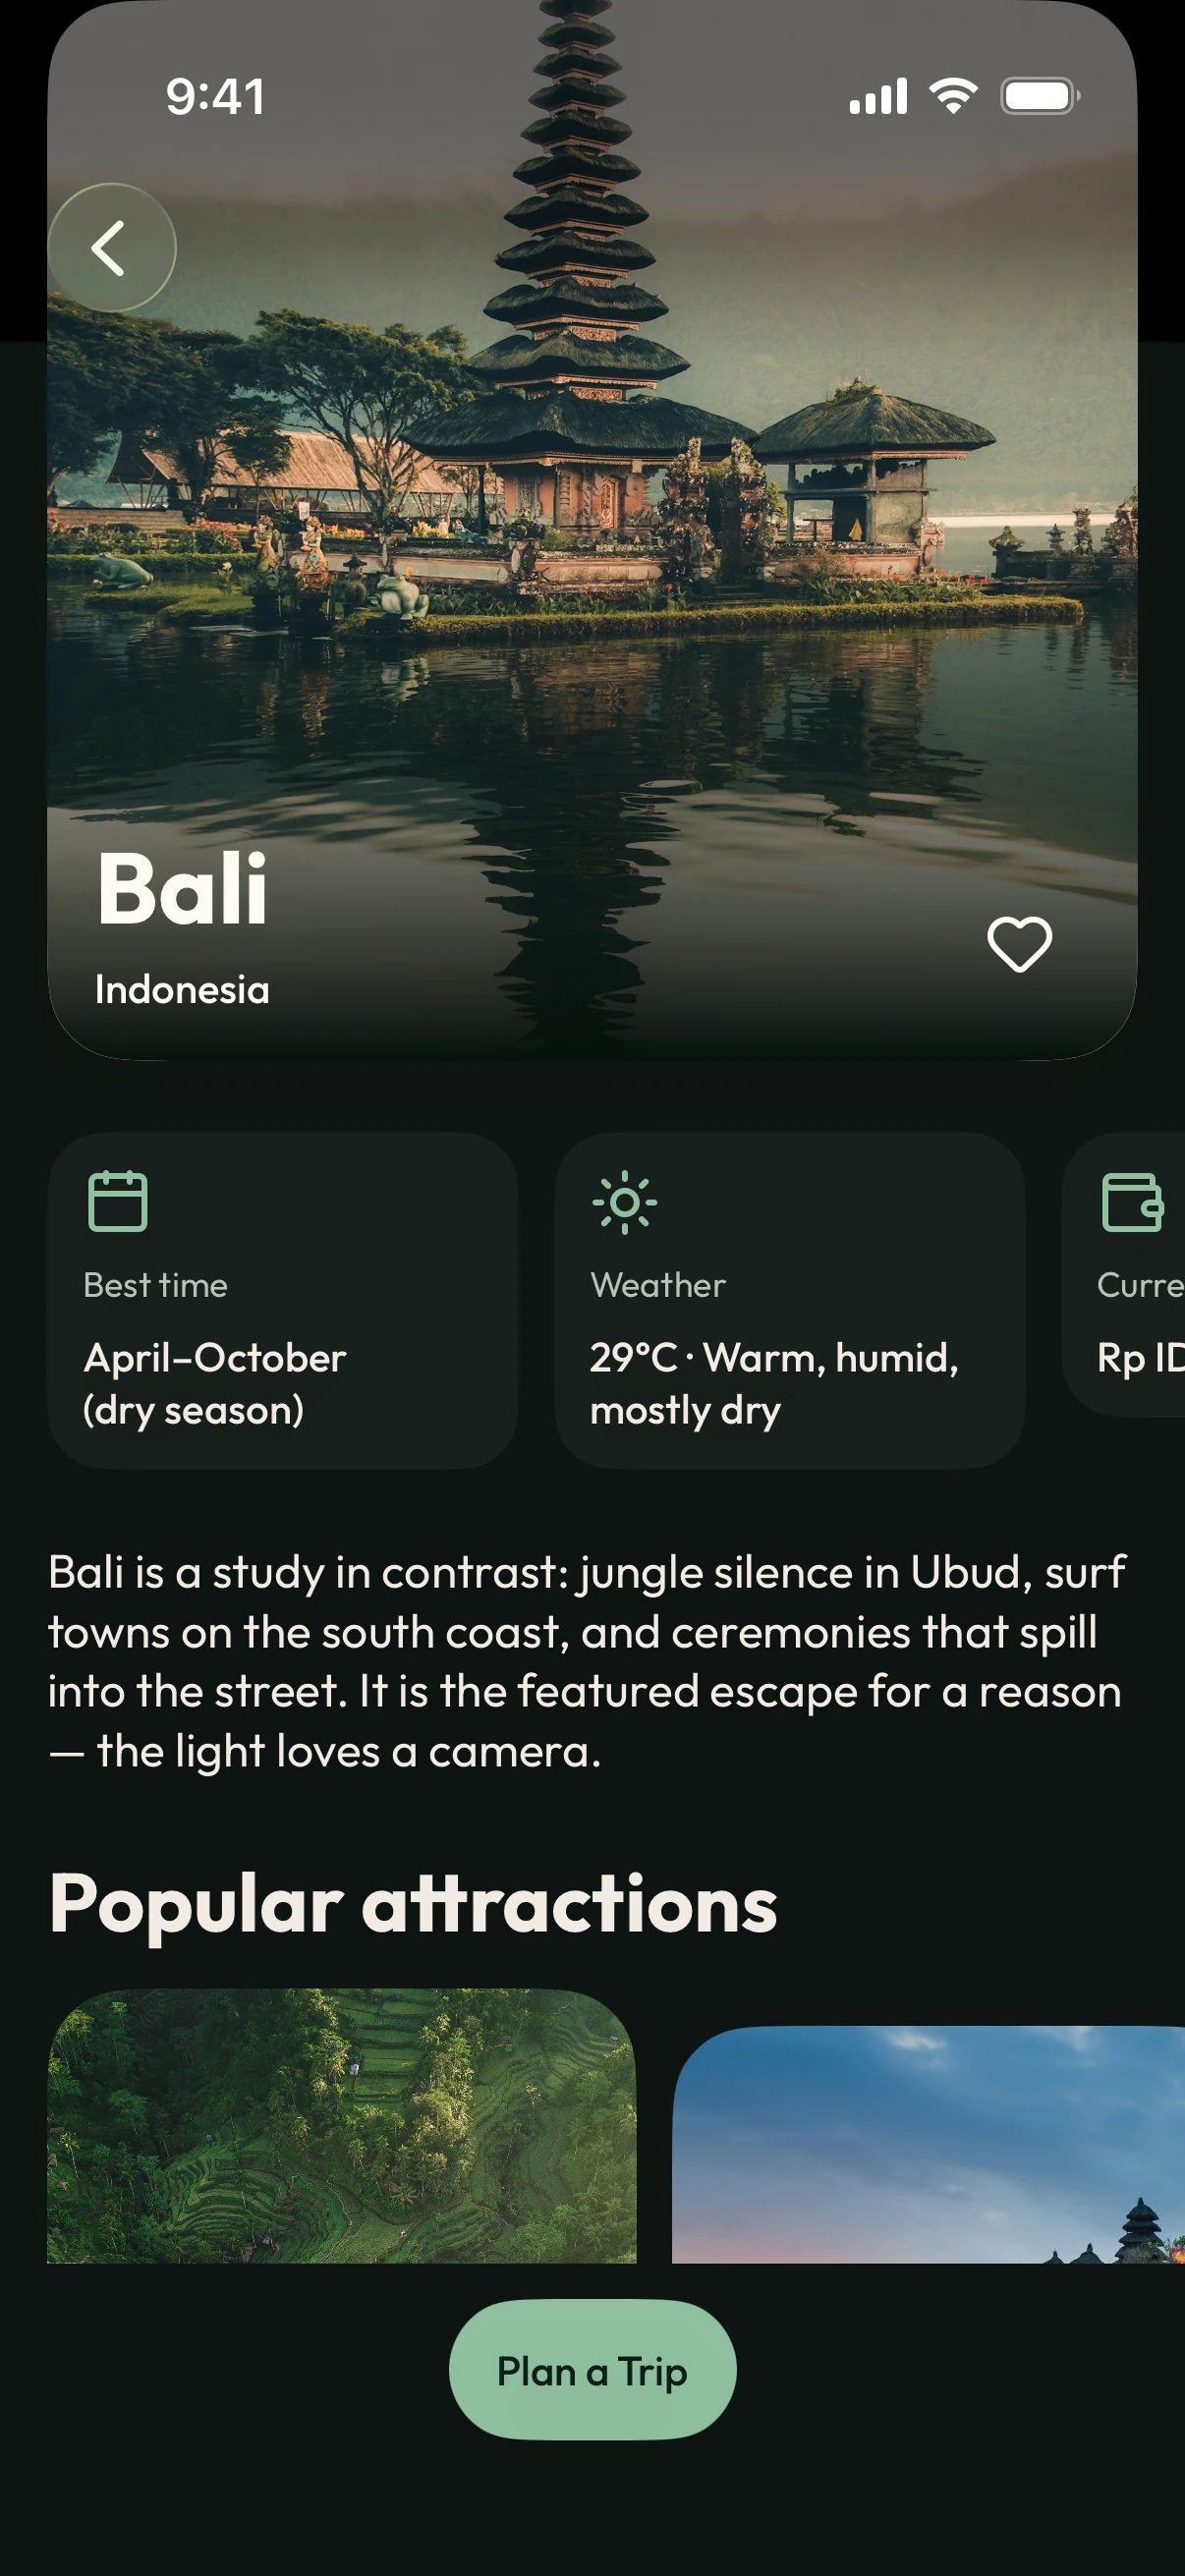 9:41
Bali
Indonesia
Best time
April–October
(dry season)
Weather
29°C · Warm, humid,
mostly dry
Curre
Rp ID
Bali is a study in contrast: jungle silence in Ubud, surf
towns on the south coast, and ceremonies that spill
into the street. It is the featured escape for a reason
— the light loves a camera.
Popular attractions
Plan a Trip